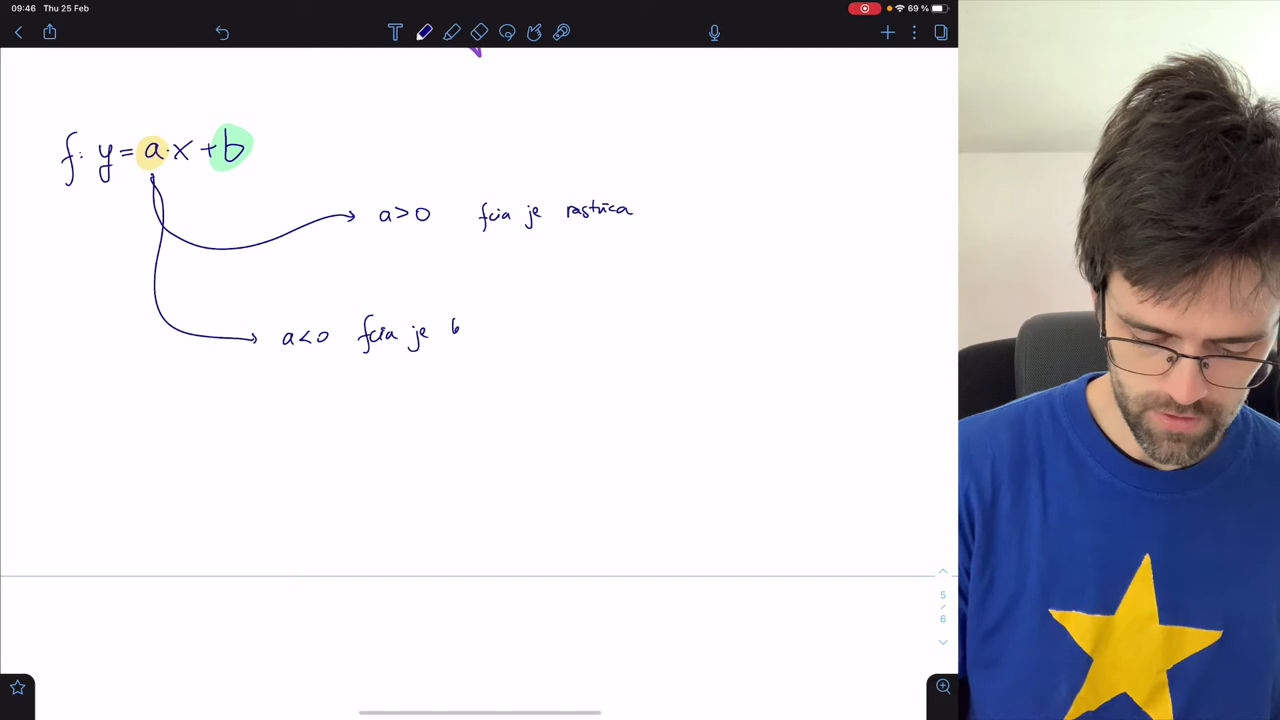 09:46 Thu 25 Feb
69 %
T
f: y = a·x + b
a > 0 fcia je rastúca
a < 0 fcia je
5
/
6